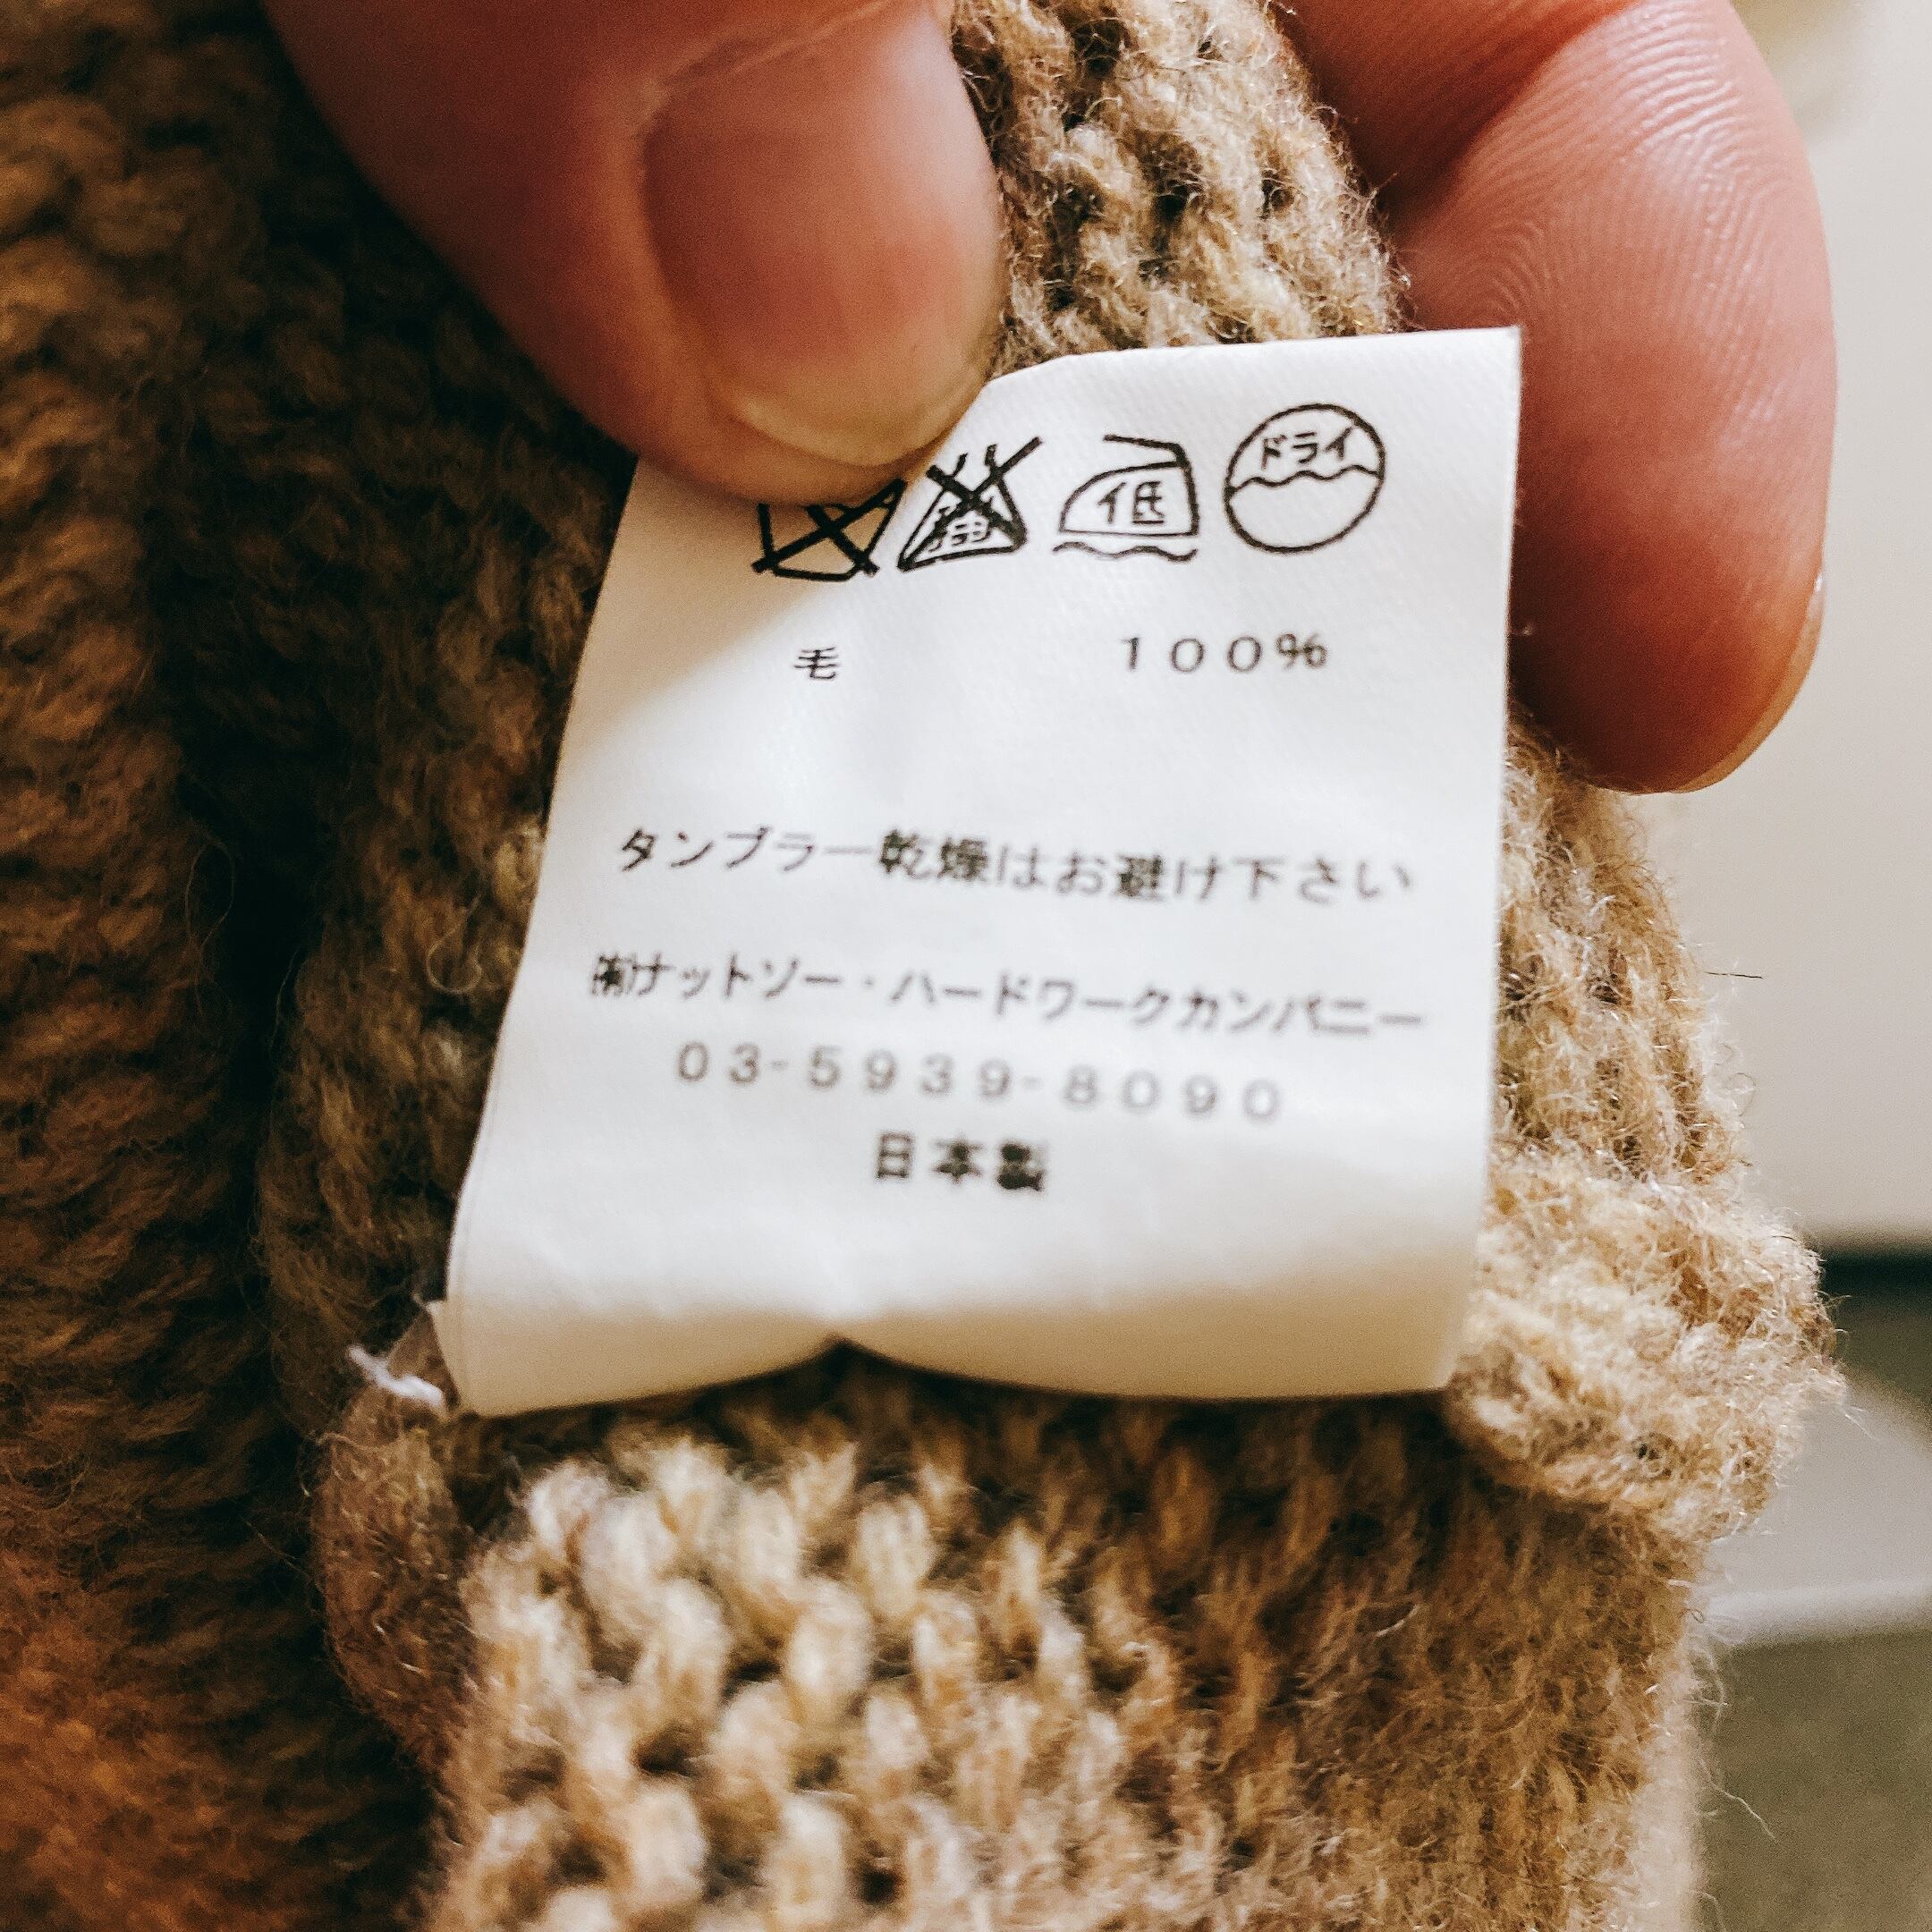 低 ドライ
毛 100%
タンブラー乾燥はお避け下さい
㈲ナットソー・ハードワークカンパニー
03-5939-8090
日本製